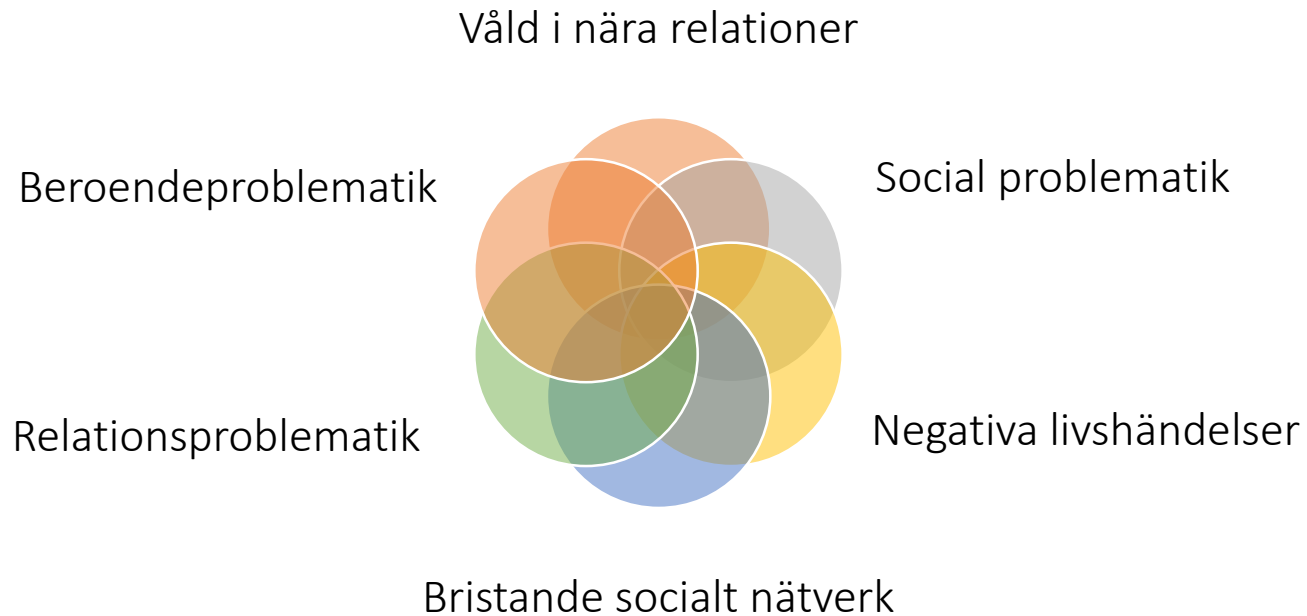 Våld i nära relationer
Beroendeproblematik
Social problematik
Relationsproblematik
Negativa livshändelser
Bristande socialt nätverk